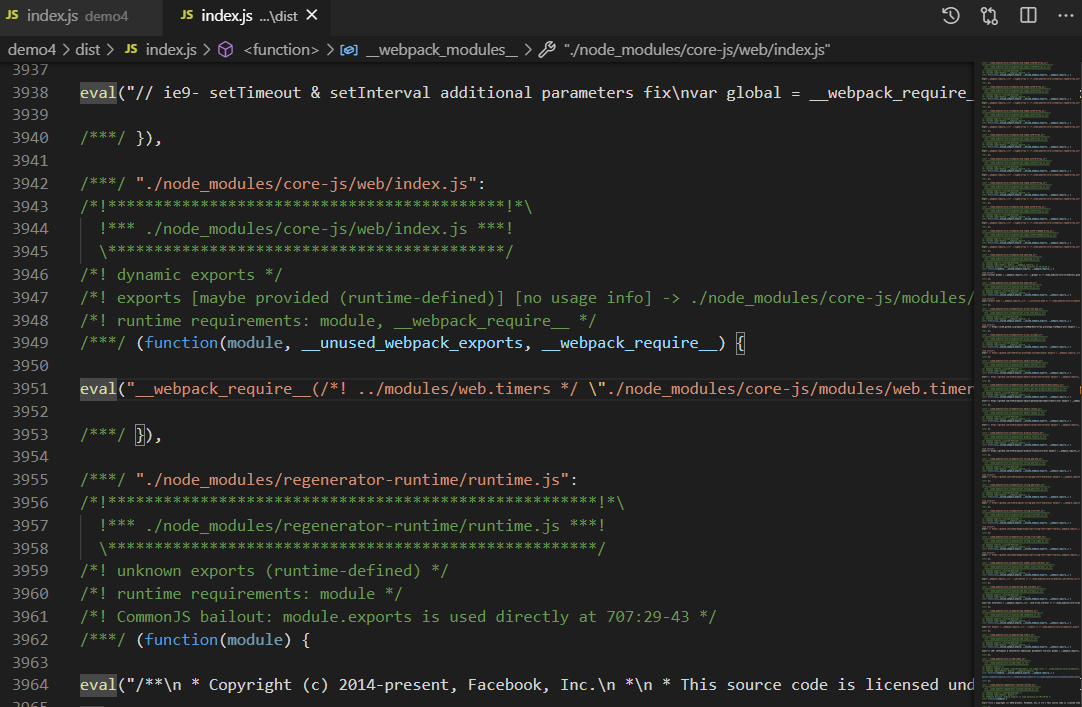 JS index.js demo4
JS index.js ...\dist
demo4 > dist > JS index.js > <function> > __webpack_modules__ > "./node_modules/core-js/web/index.js"
3937
3938 eval("// ie9- setTimeout & setInterval additional parameters fix\nvar global = __webpack_require_
3939
3940 /***/ }),
3941
3942 /***/ "./node_modules/core-js/web/index.js":
3943 /*!*******************************************!*\
3944 !*** ./node_modules/core-js/web/index.js ***!
3945 \*******************************************/
3946 /*! dynamic exports */
3947 /*! exports [maybe provided (runtime-defined)] [no usage info] -> ./node_modules/core-js/modules/
3948 /*! runtime requirements: module, __webpack_require__ */
3949 /***/ (function(module, __unused_webpack_exports, __webpack_require__) {
3950
3951 eval("__webpack_require__(/*! ../modules/web.timers */ \"./node_modules/core-js/modules/web.timer
3952
3953 /***/ }),
3954
3955 /***/ "./node_modules/regenerator-runtime/runtime.js":
3956 /*!*****************************************************!*\
3957 !*** ./node_modules/regenerator-runtime/runtime.js ***!
3958 \*****************************************************/
3959 /*! unknown exports (runtime-defined) */
3960 /*! runtime requirements: module */
3961 /*! CommonJS bailout: module.exports is used directly at 707:29-43 */
3962 /***/ (function(module) {
3963
3964 eval("/**\n * Copyright (c) 2014-present, Facebook, Inc.\n *\n * This source code is licensed und
3965